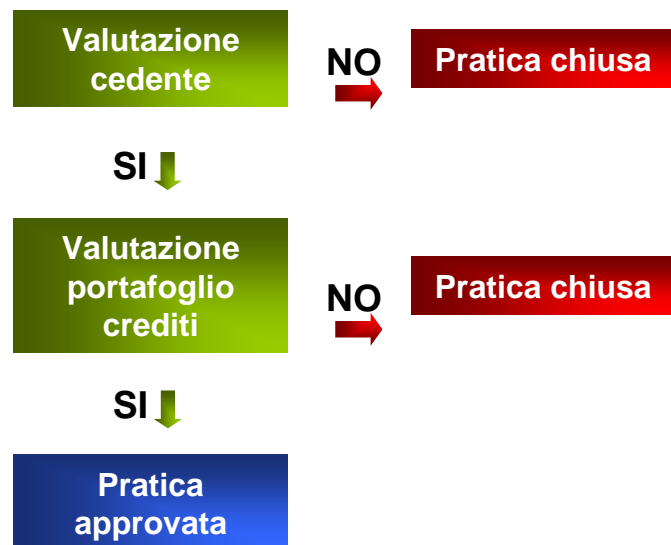 Valutazione
cedente
NO
Pratica chiusa
SI
Valutazione
portafoglio
crediti
NO
Pratica chiusa
SI
Pratica
approvata